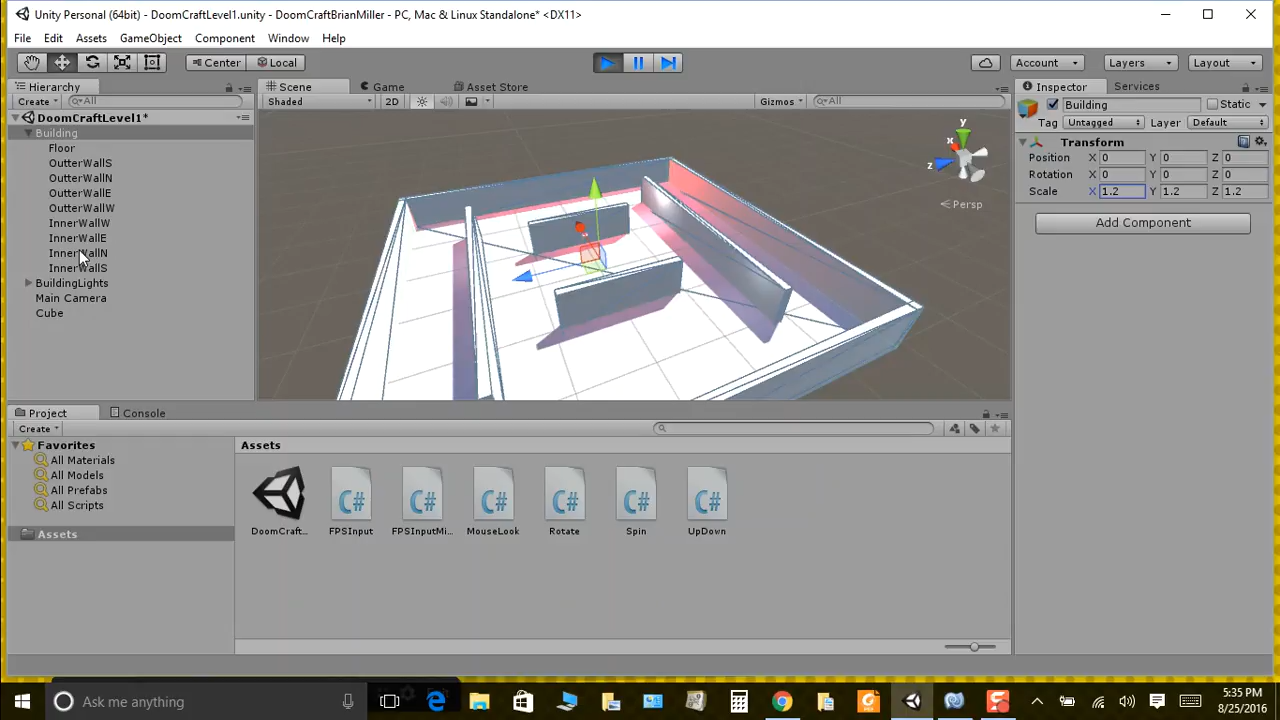 Unity Personal (64bit) - DoomCraftLevel1.unity - DoomCraftBrianMiller - PC, Mac & Linux Standalone* <DX11>
File Edit Assets GameObject Component Window Help
Center Local Account Layers Layout
Hierarchy Scene Game Asset Store Inspector Services
Create All Shaded 2D Gizmos All Building Static
DoomCraftLevel1* Tag Untagged Layer Default
Building Transform
Floor Position X 0 Y 0 Z 0
OutterWallS Rotation X 0 Y 0 Z 0
OutterWallN Scale X 1.2 Y 1.2 Z 1.2
OutterWallE Add Component
OutterWallW
InnerWallW
InnerWallE
InnerWallN
InnerWallS
BuildingLights
Main Camera
Cube
y
x
z
Persp
Project Console
Create
Favorites Assets
All Materials
All Models
All Prefabs
All Scripts
Assets
C# C# C# C# C# C#
DoomCraft... FPSInput FPSInputMi... MouseLook Rotate Spin UpDown
Ask me anything 5:35 PM
8/25/2016